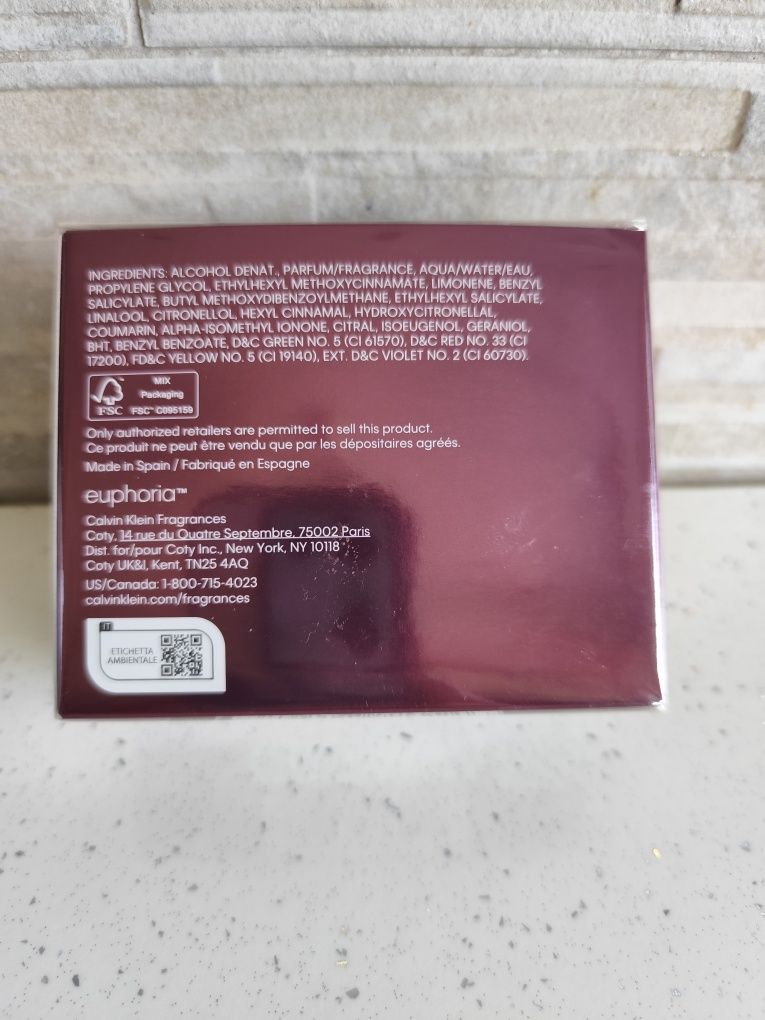 INGREDIENTS: ALCOHOL DENAT., PARFUM/FRAGRANCE, AQUA/WATER/EAU,
PROPYLENE GLYCOL, ETHYLHEXYL METHOXYCINNAMATE, LIMONENE, BENZYL
SALICYLATE, BUTYL METHOXYDIBENZOYLMETHANE, ETHYLHEXYL SALICYLATE,
LINALOOL, CITRONELLOL, HEXYL CINNAMAL, HYDROXYCITRONELLAL,
COUMARIN, ALPHA-ISOMETHYL IONONE, CITRAL, ISOEUGENOL, GERANIOL,
BHT, BENZYL BENZOATE, D&C GREEN NO. 5 (CI 61570), D&C RED NO. 33 (CI
17200), FD&C YELLOW NO. 5 (CI 19140), EXT. D&C VIOLET NO. 2 (CI 60730).
MIX
Packaging
FSC FSC™ C095159
Only authorized retailers are permitted to sell this product.
Ce produit ne peut être vendu que par les dépositaires agréés.
Made in Spain / Fabriqué en Espagne
euphoria™
Calvin Klein Fragrances
Coty, 14 rue du Quatre Septembre, 75002 Paris
Dist. for/pour Coty Inc., New York, NY 10118
Coty UK&I, Kent, TN25 4AQ
US/Canada: 1-800-715-4023
calvinklein.com/fragrances
IT
ETICHETTA
AMBIENTALE